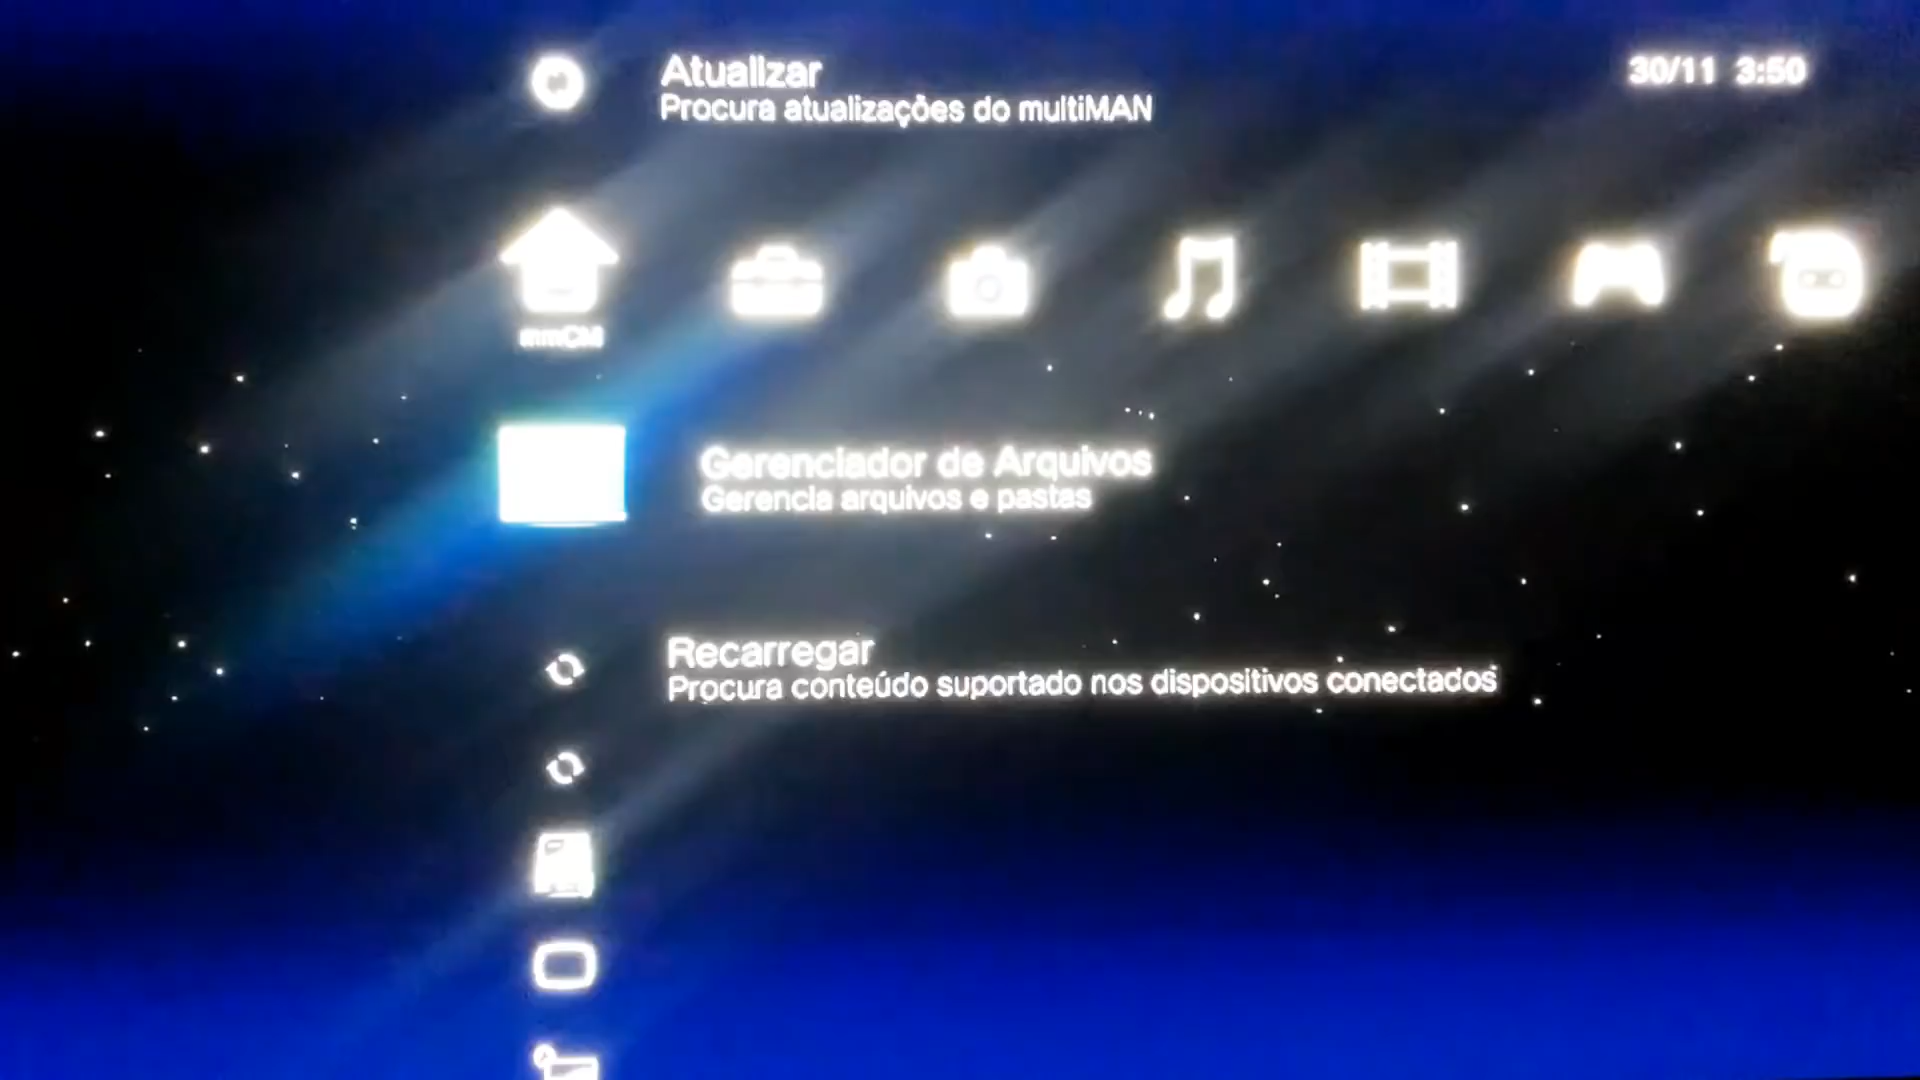 Atualizar
Procura atualizações do multiMAN
30/11 3:50
mmCM
Gerenciador de Arquivos
Gerencia arquivos e pastas
Recarregar
Procura conteúdo suportado nos dispositivos conectados